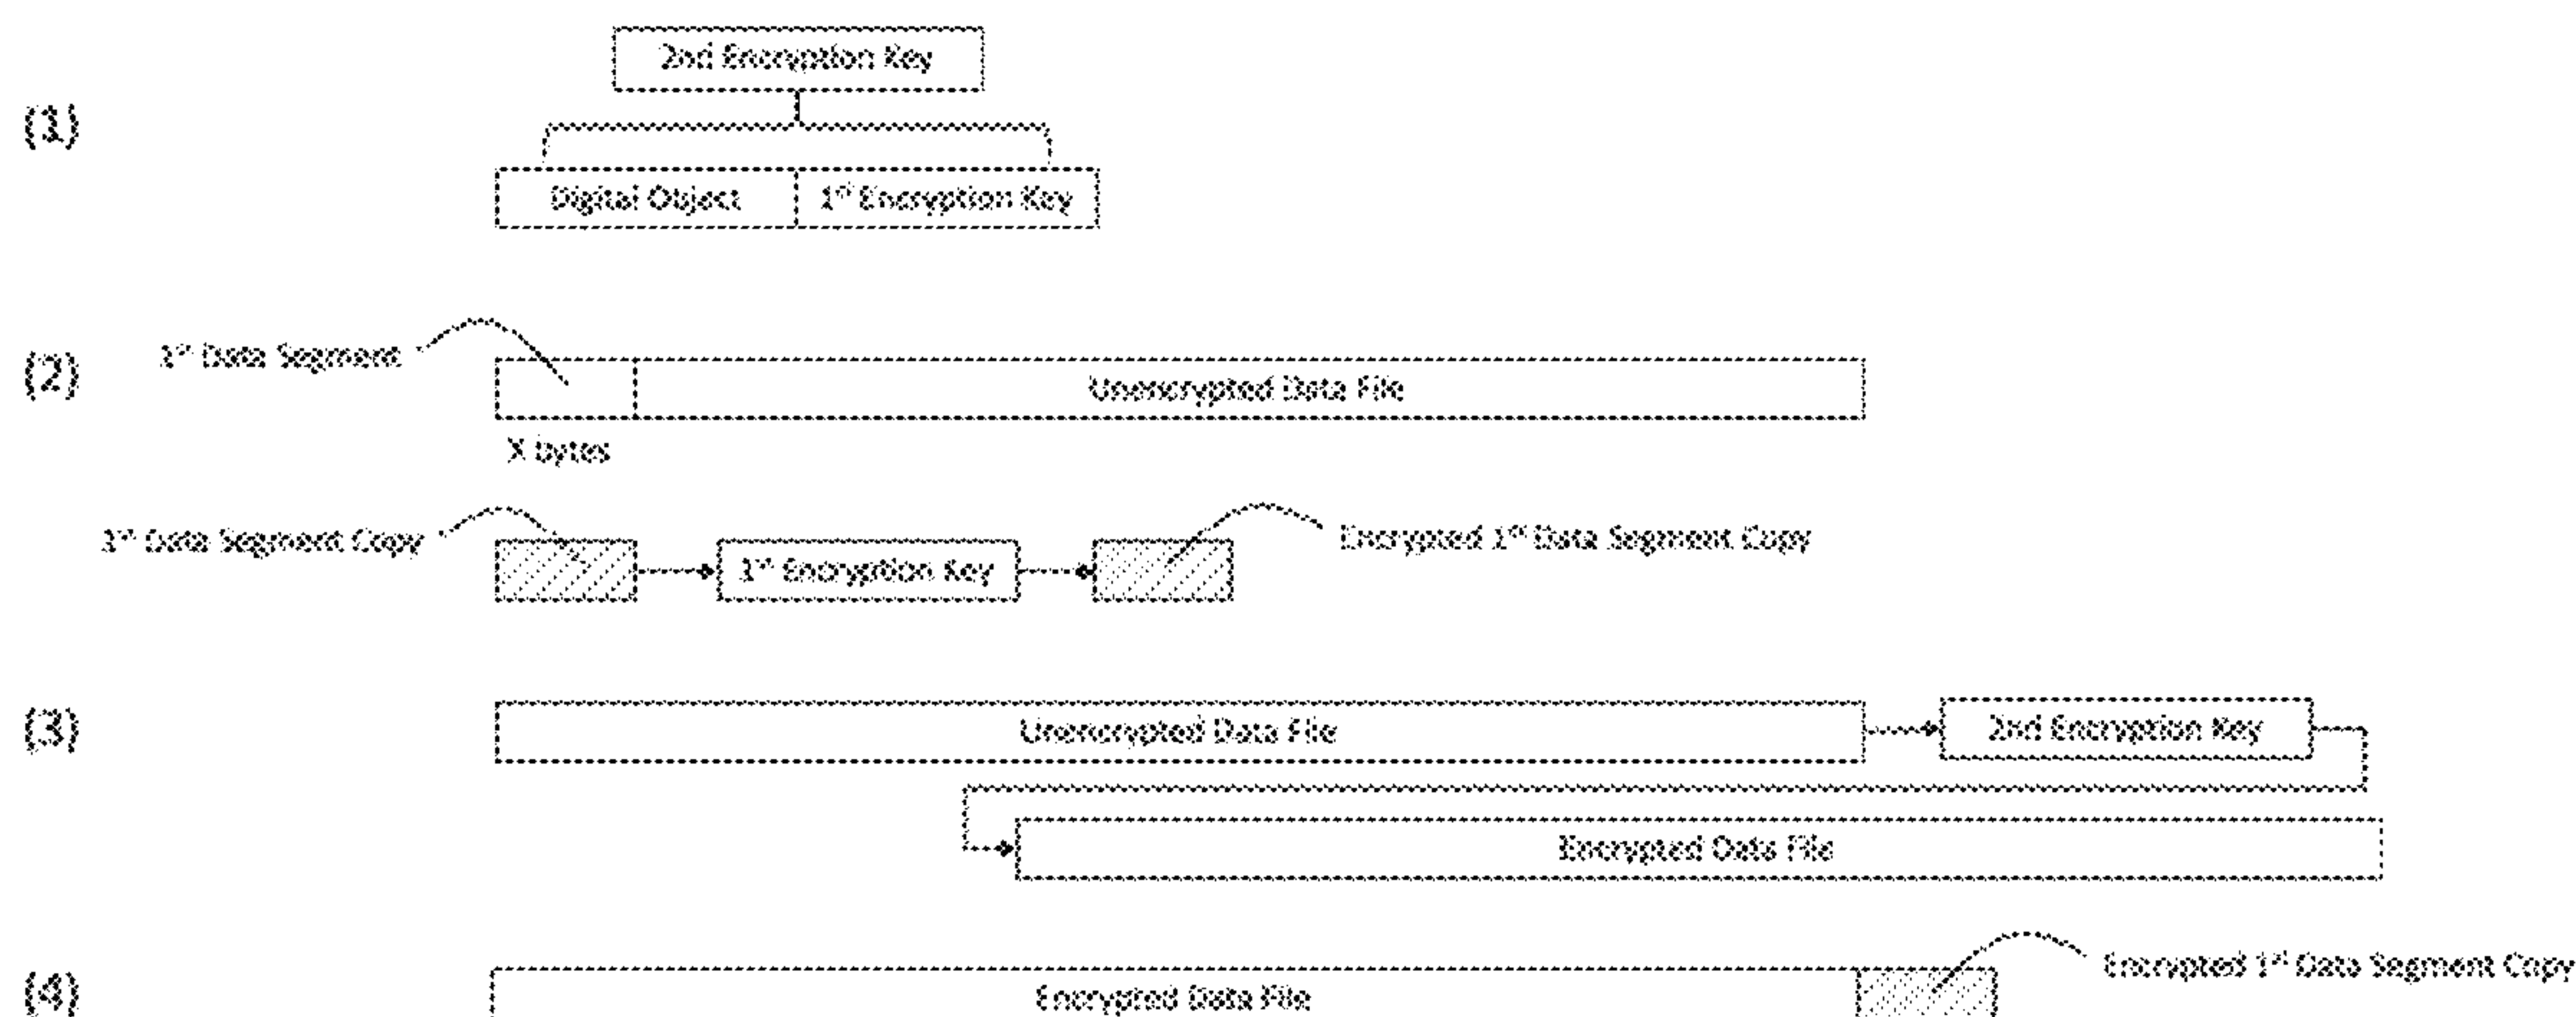 2nd Encryption Key
(1)
Digital Object 1st Encryption Key
1st Data Segment
(2)
Unencrypted Data File
X bytes
1st Data Segment Copy
1st Encryption Key
Encrypted 1st Data Segment Copy
(3)
Unencrypted Data File
2nd Encryption Key
Encrypted Data File
(4)
Encrypted Data File
Encrypted 1st Data Segment Copy